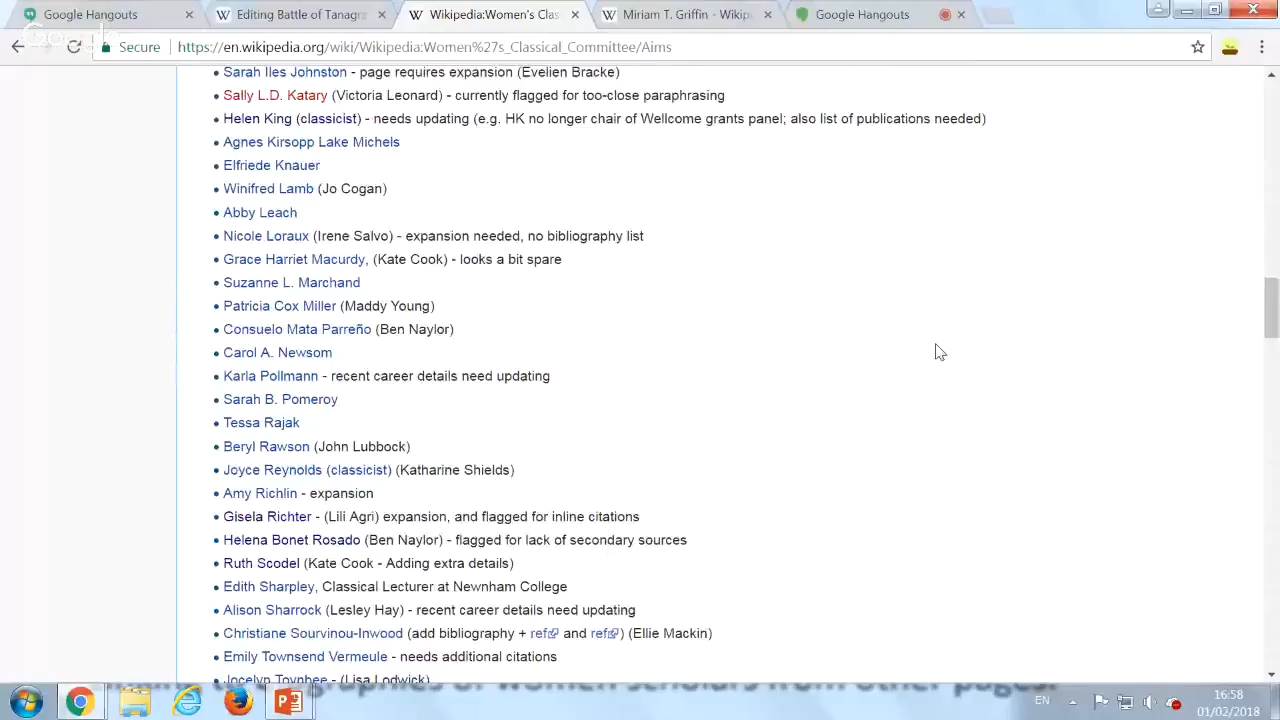 Google Hangouts
Editing Battle of Tanagra
Wikipedia:Women's Clas
Miriam T. Griffin - Wikip
Google Hangouts
Secure https://en.wikipedia.org/wiki/Wikipedia:Women%27s_Classical_Committee/Aims
Sarah Iles Johnston - page requires expansion (Evelien Bracke)
Sally L.D. Katary (Victoria Leonard) - currently flagged for too-close paraphrasing
Helen King (classicist) - needs updating (e.g. HK no longer chair of Wellcome grants panel; also list of publications needed)
Agnes Kirsopp Lake Michels
Elfriede Knauer
Winifred Lamb (Jo Cogan)
Abby Leach
Nicole Loraux (Irene Salvo) - expansion needed, no bibliography list
Grace Harriet Macurdy, (Kate Cook) - looks a bit spare
Suzanne L. Marchand
Patricia Cox Miller (Maddy Young)
Consuelo Mata Parreño (Ben Naylor)
Carol A. Newsom
Karla Pollmann - recent career details need updating
Sarah B. Pomeroy
Tessa Rajak
Beryl Rawson (John Lubbock)
Joyce Reynolds (classicist) (Katharine Shields)
Amy Richlin - expansion
Gisela Richter - (Lili Agri) expansion, and flagged for inline citations
Helena Bonet Rosado (Ben Naylor) - flagged for lack of secondary sources
Ruth Scodel (Kate Cook - Adding extra details)
Edith Sharpley, Classical Lecturer at Newnham College
Alison Sharrock (Lesley Hay) - recent career details need updating
Christiane Sourvinou-Inwood (add bibliography + ref and ref) (Ellie Mackin)
Emily Townsend Vermeule - needs additional citations
Jocelyn Toynbee - (Lisa Lodwick)
women scholars from other pages.
EN
16:58
01/02/2018